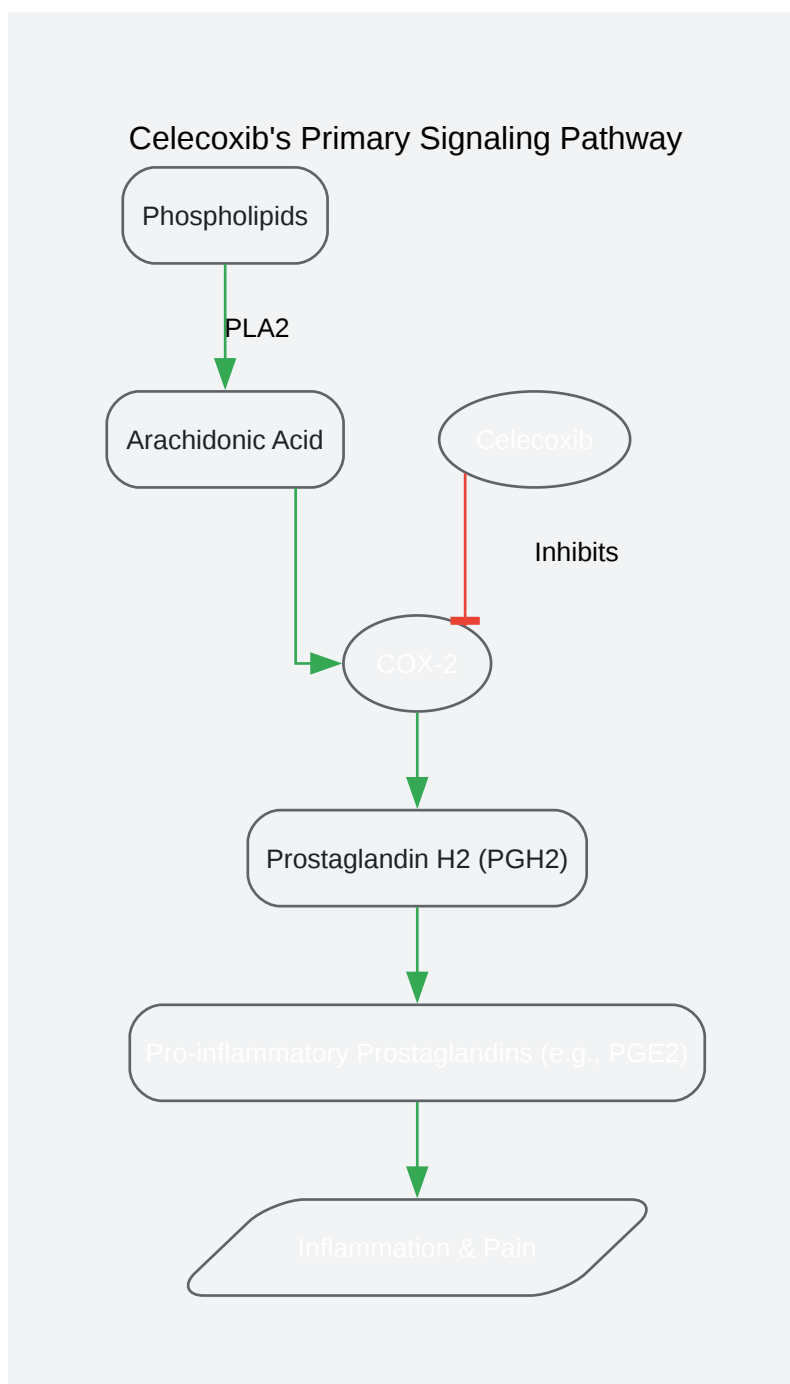 Celecoxib's Primary Signaling Pathway
Phospholipids
PLA2
Arachidonic Acid
Celecoxib
Inhibits
COX-2
Prostaglandin H2 (PGH2)
Pro-inflammatory Prostaglandins (e.g., PGE2)
Inflammation & Pain